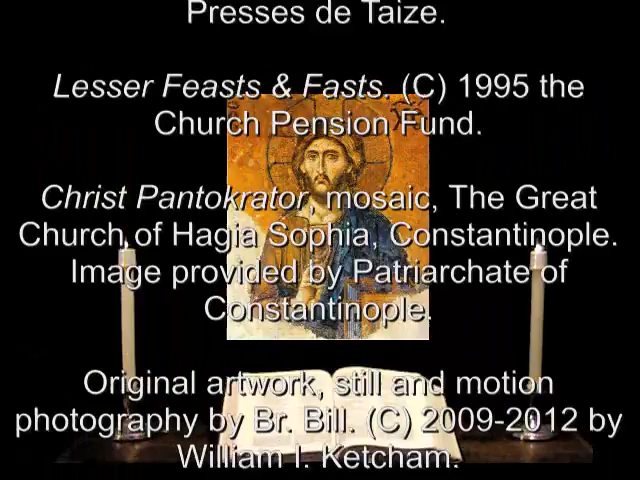 Presses de Taize.
Lesser Feasts & Fasts. (C) 1995 the
Church Pension Fund.
Christ Pantokrator, mosaic, The Great
Church of Hagia Sophia, Constantinople.
Image provided by Patriarchate of
Constantinople.
Original artwork, still and motion
photography by Br. Bill. (C) 2009-2012 by
William I. Ketcham.